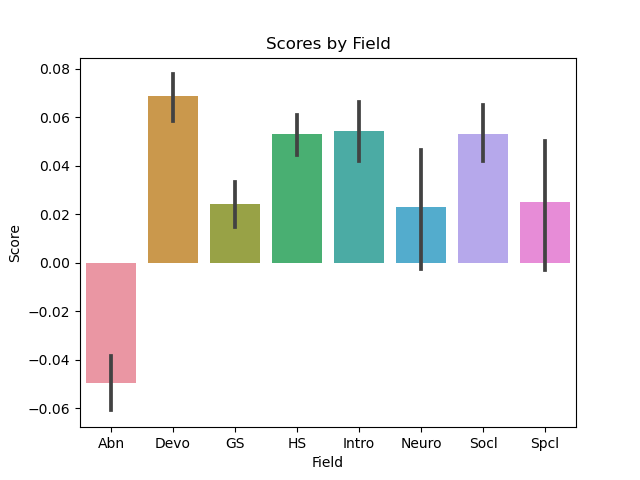 Scores by Field
0.08
0.06
0.04
0.02
0.00
−0.02
−0.04
−0.06
Score
Abn Devo GS HS Intro Neuro Socl Spcl
Field